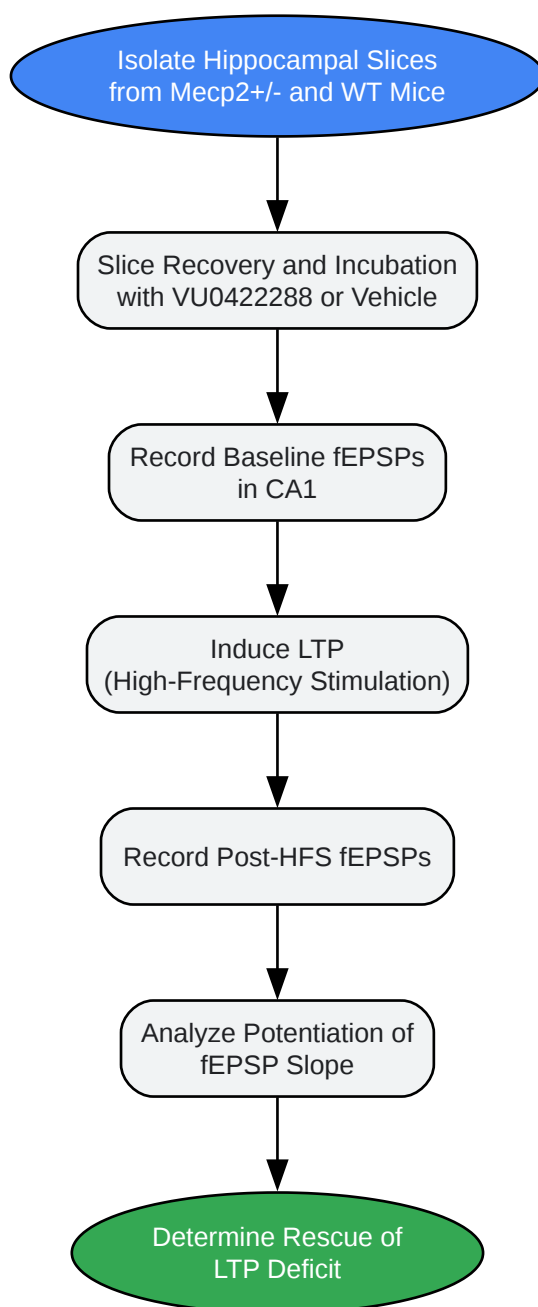 Isolate Hippocampal Slices
from Mecp2+/- and WT Mice
Slice Recovery and Incubation
with VU0422288 or Vehicle
Record Baseline fEPSPs
in CA1
Induce LTP
(High-Frequency Stimulation)
Record Post-HFS fEPSPs
Analyze Potentiation of
fEPSP Slope
Determine Rescue of
LTP Deficit